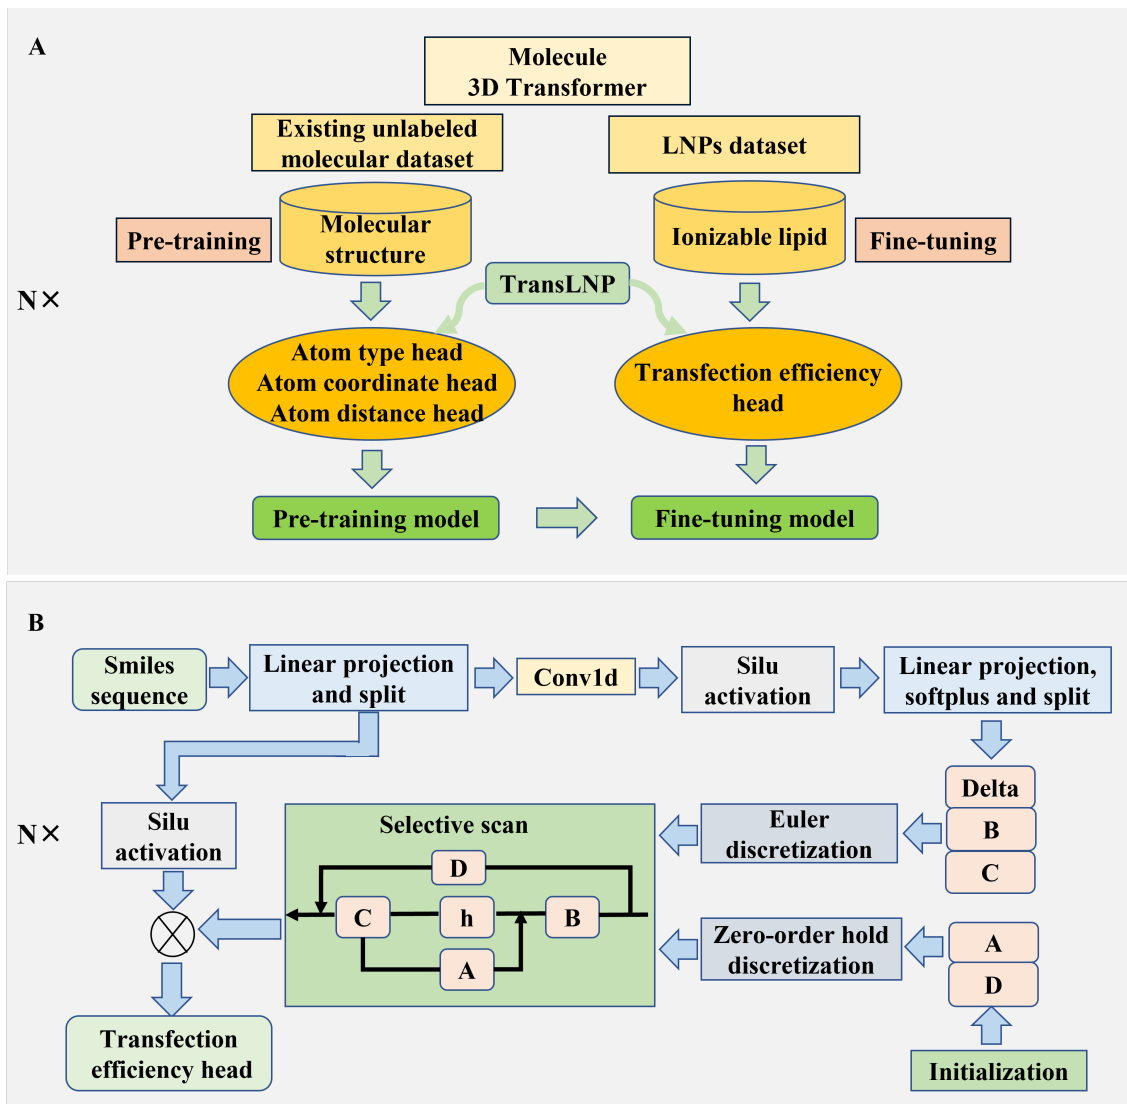 A
Molecule
3D Transformer
Existing unlabeled
molecular dataset
LNPs dataset
Pre-training
Molecular
structure
Ionizable lipid
Fine-tuning
N×
TransLNP
Atom type head
Atom coordinate head
Atom distance head
Transfection efficiency
head
Pre-training model
Fine-tuning model
B
Smiles
sequence
Linear projection
and split
Conv1d
Silu
activation
Linear projection,
softplus and split
N×
Silu
activation
Selective scan
D
C
h
B
A
Euler
discretization
Delta
B
C
Zero-order hold
discretization
A
D
Transfection
efficiency head
Initialization